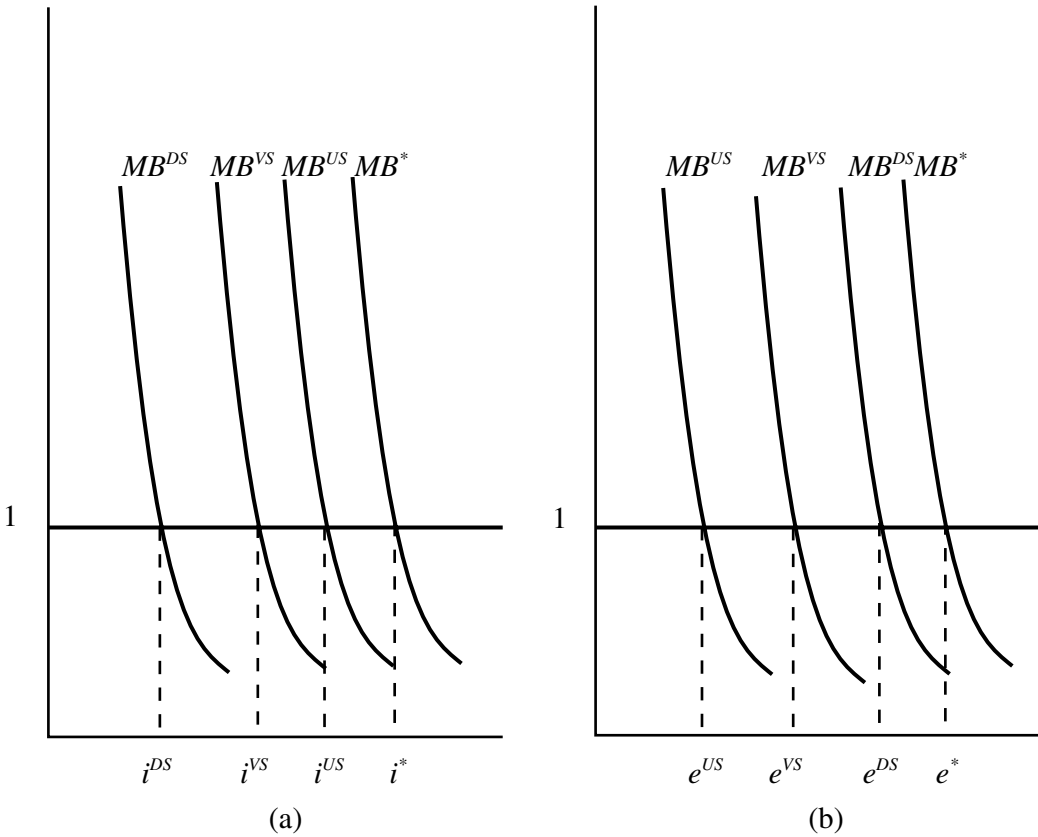 MB^DS MB^VS MB^US MB^* MB^US MB^VS MB^DS MB^*
1 1
i^DS i^VS i^US i^* e^US e^VS e^DS e^*
(a) (b)